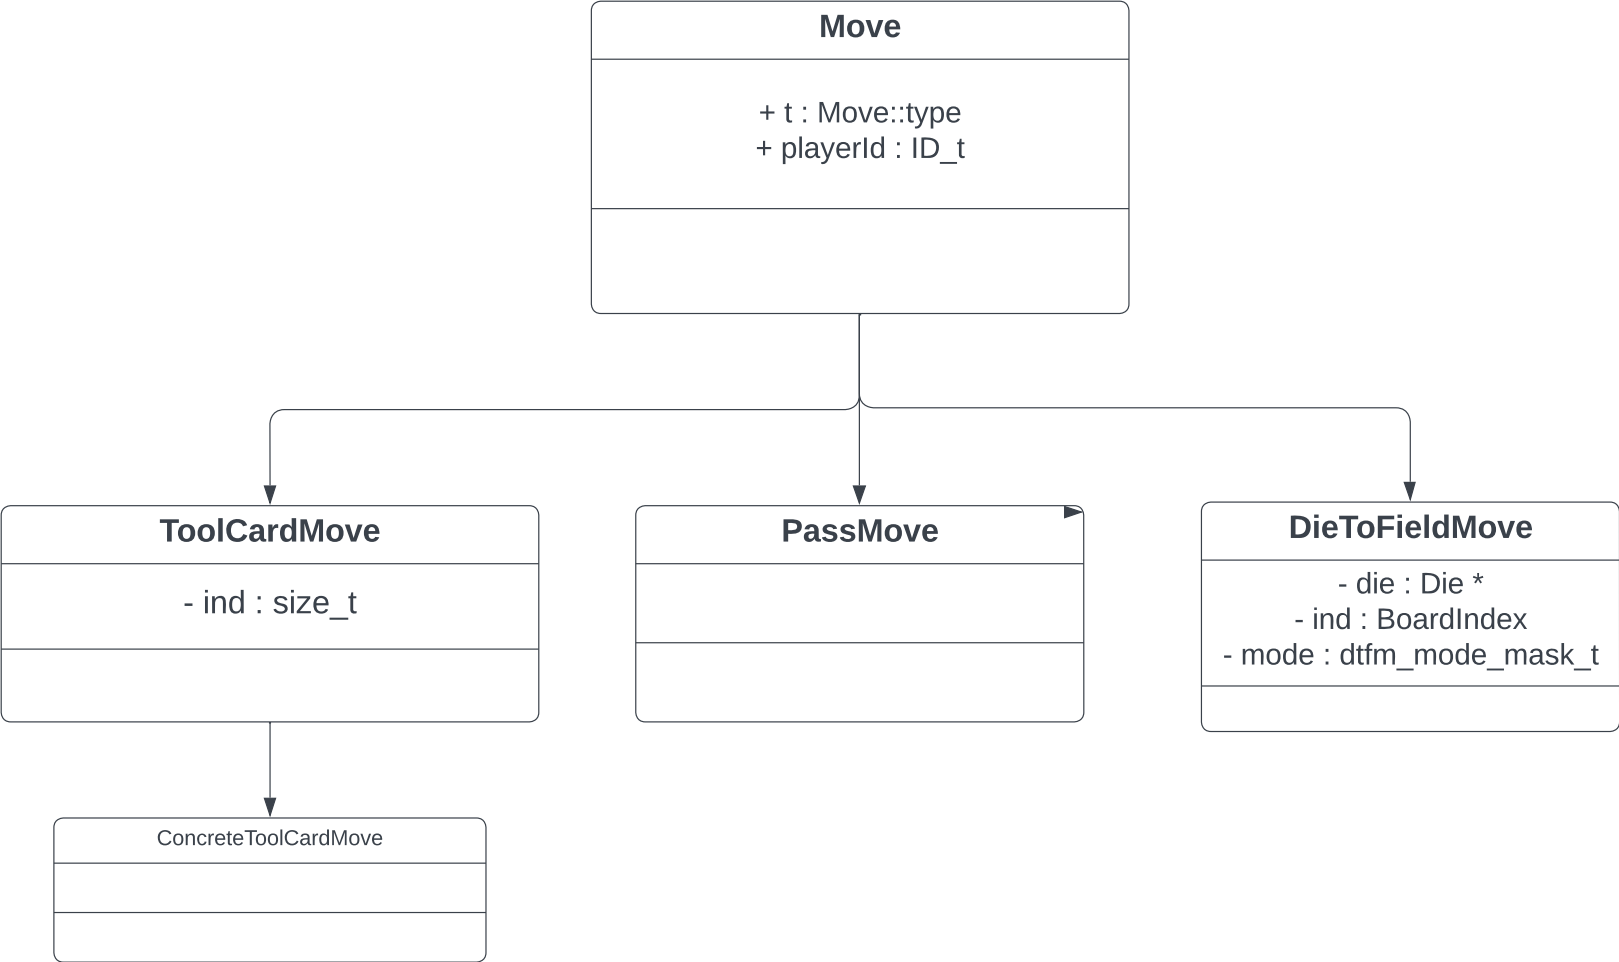 Move
+ t : Move::type
+ playerId : ID_t
ToolCardMove
- ind : size_t
PassMove
DieToFieldMove
- die : Die *
- ind : BoardIndex
- mode : dtfm_mode_mask_t
ConcreteToolCardMove